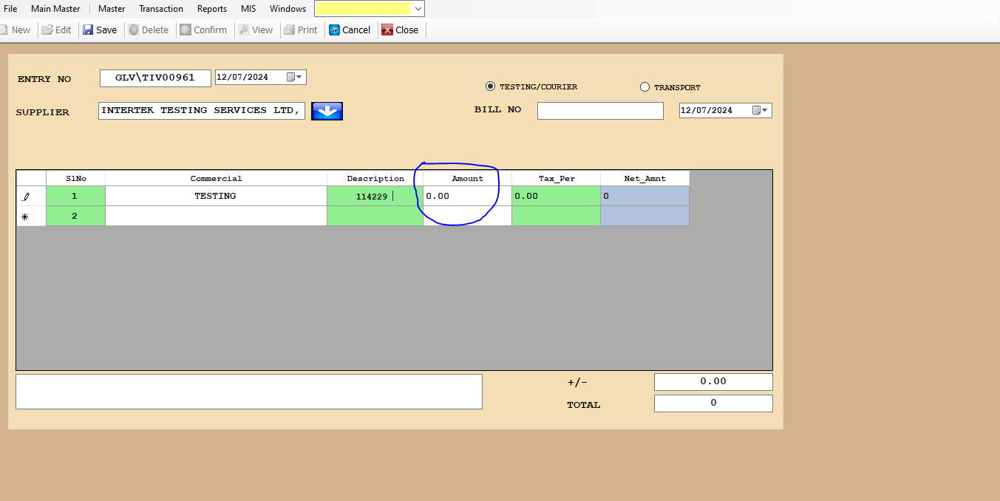 File Main Master Master Transaction Reports MIS Windows
New Edit Save Delete Confirm View Print Cancel Close
ENTRY NO GLV\TIV00961 12/07/2024
TESTING/COURIER TRANSPORT
SUPPLIER INTERTEK TESTING SERVICES LTD,
BILL NO 12/07/2024
SlNo Commercial Description Amount Tax_Per Net_Amnt
1 TESTING 114229 0.00 0.00 0
2
+/- 0.00
TOTAL 0